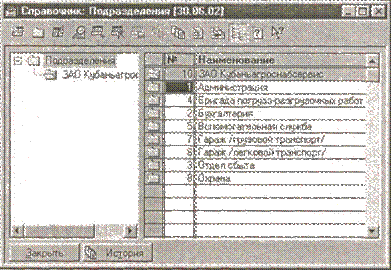 Справочник: Подразделения (30.06.02)
Подразделения
ЗАО Кубаньагрос
№ Наименование
10 ЗАО Кубаньагроснабсервис
1 Администрация
4 Бригада погрузо-разгрузочных работ
2 Бухгалтерия
5 Вспомогательная служба
7 Гараж /грузовой транспорт/
6 Гараж /легковой транспорт/
3 Отдел сбыта
8 Охрана
Закрыть
История